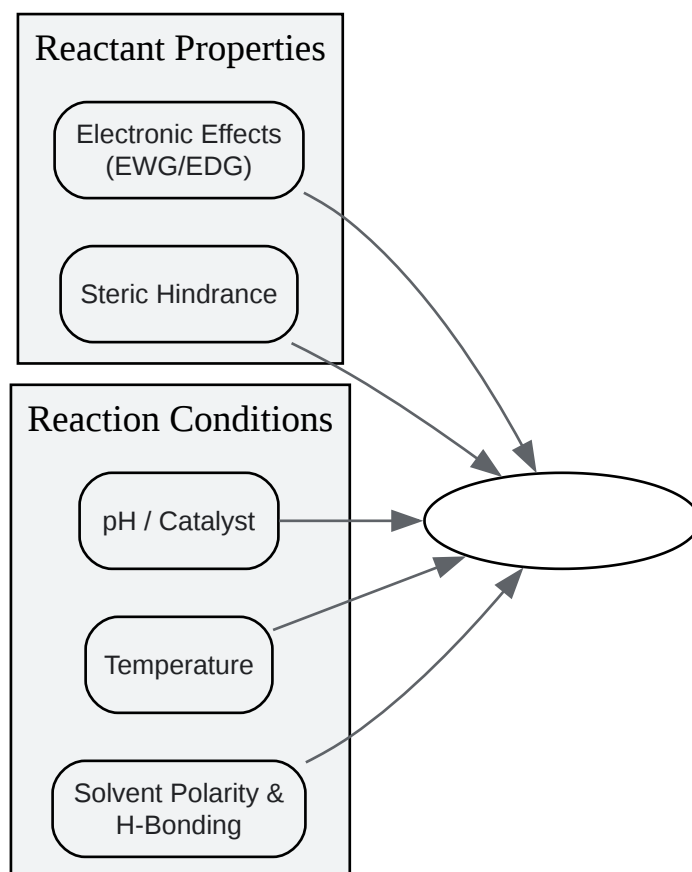 Reactant Properties
Electronic Effects
(EWG/EDG)
Steric Hindrance
Reaction Conditions
pH / Catalyst
Temperature
Solvent Polarity &
H-Bonding